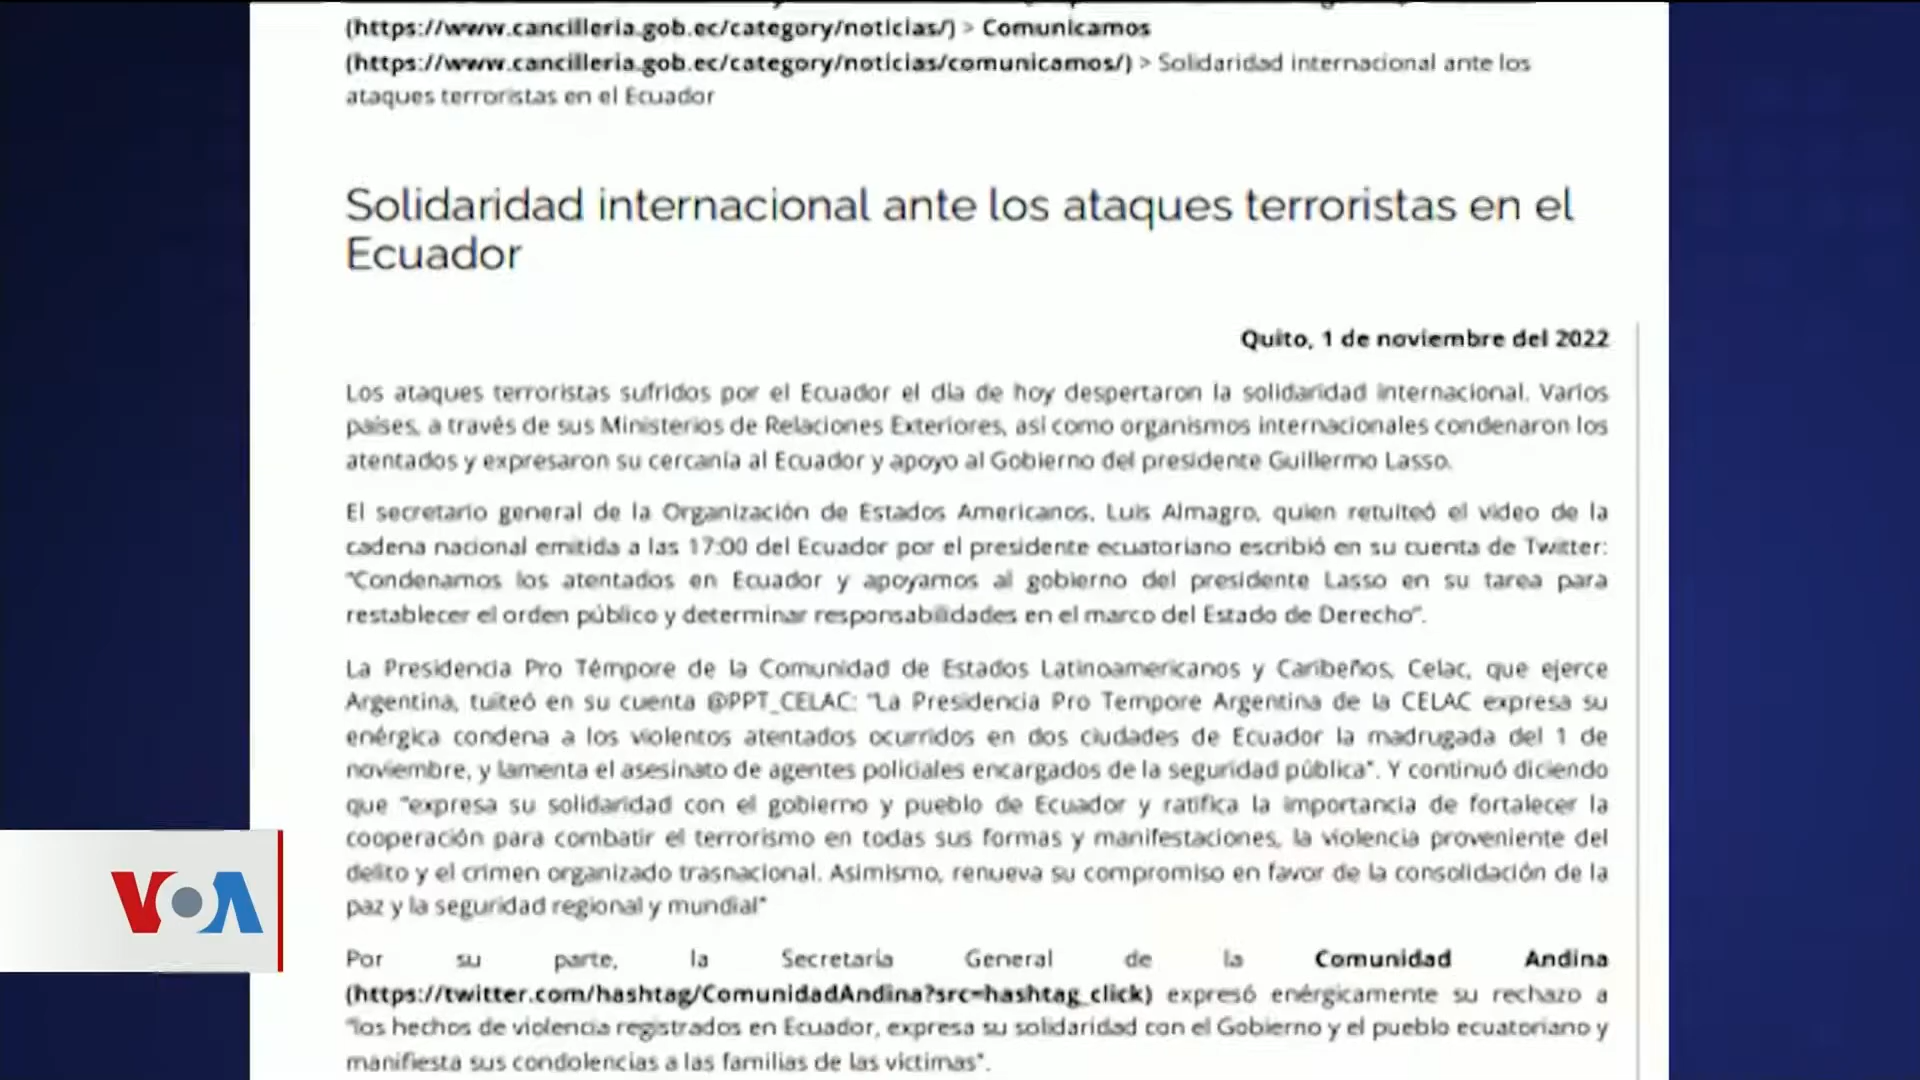 (https://www.cancilleria.gob.ec/category/noticias/) > Comunicamos
(https://www.cancilleria.gob.ec/category/noticias/comunicamos/) > Solidaridad internacional ante los
ataques terroristas en el Ecuador
Solidaridad internacional ante los ataques terroristas en el
Ecuador
Quito, 1 de noviembre del 2022
Los ataques terroristas sufridos por el Ecuador el día de hoy despertaron la solidaridad internacional. Varios
países, a través de sus Ministerios de Relaciones Exteriores, así como organismos internacionales condenaron los
atentados y expresaron su cercanía al Ecuador y apoyo al Gobierno del presidente Guillermo Lasso.
El secretario general de la Organización de Estados Americanos, Luis Almagro, quien retuiteó el video de la
cadena nacional emitida a las 17:00 del Ecuador por el presidente ecuatoriano escribió en su cuenta de Twitter:
"Condenamos los atentados en Ecuador y apoyamos al gobierno del presidente Lasso en su tarea para
restablecer el orden público y determinar responsabilidades en el marco del Estado de Derecho".
La Presidencia Pro Témpore de la Comunidad de Estados Latinoamericanos y Caribeños, Celac, que ejerce
Argentina, tuiteó en su cuenta @PPT_CELAC: "La Presidencia Pro Tempore Argentina de la CELAC expresa su
enérgica condena a los violentos atentados ocurridos en dos ciudades de Ecuador la madrugada del 1 de
noviembre, y lamenta el asesinato de agentes policiales encargados de la seguridad pública". Y continuó diciendo
que "expresa su solidaridad con el gobierno y pueblo de Ecuador y ratifica la importancia de fortalecer la
cooperación para combatir el terrorismo en todas sus formas y manifestaciones, la violencia proveniente del
delito y el crimen organizado trasnacional. Asimismo, renueva su compromiso en favor de la consolidación de la
paz y la seguridad regional y mundial"
VOA
Por su parte, la Secretaría General de la Comunidad Andina
(https://twitter.com/hashtag/ComunidadAndina?src=hashtag_click) expresó enérgicamente su rechazo a
"los hechos de violencia registrados en Ecuador, expresa su solidaridad con el Gobierno y el pueblo ecuatoriano y
manifiesta sus condolencias a las familias de las víctimas".